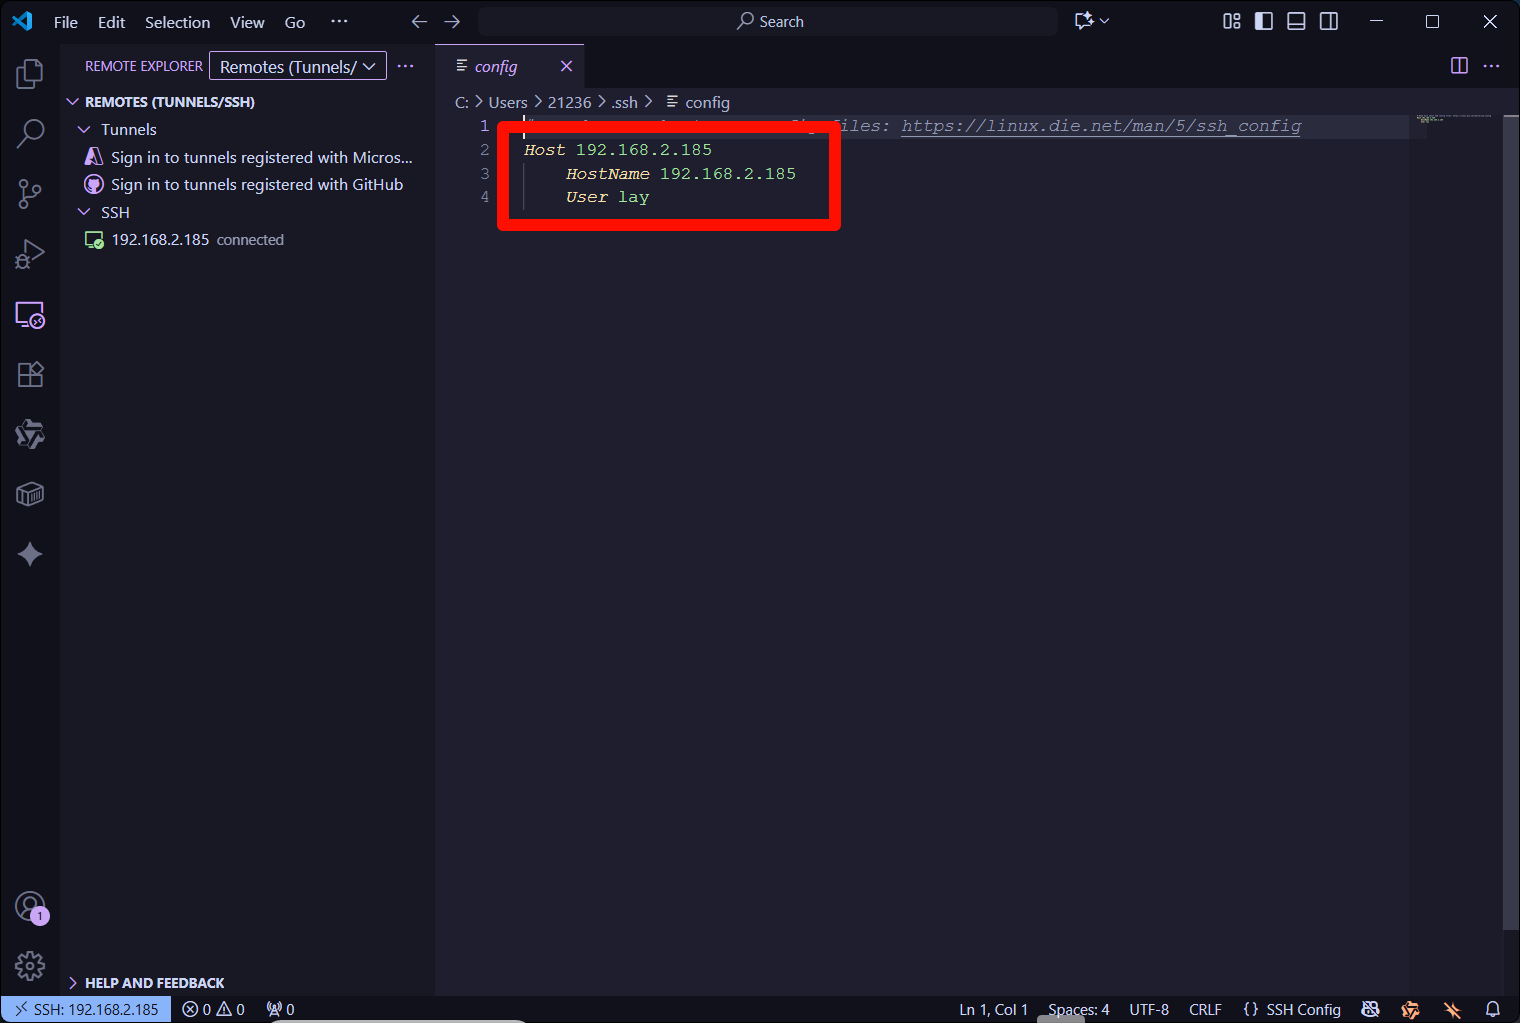 File Edit Selection View Go ··· Search
REMOTE EXPLORER Remotes (Tunnels/ ···
config
REMOTES (TUNNELS/SSH)
Tunnels
Sign in to tunnels registered with Micros...
Sign in to tunnels registered with GitHub
SSH
192.168.2.185 connected
C: > Users > 21236 > .ssh > config
1 files: https://linux.die.net/man/5/ssh_config
2 Host 192.168.2.185
3 HostName 192.168.2.185
4 User lay
1
HELP AND FEEDBACK
SSH: 192.168.2.185 0 0 0 Ln 1, Col 1 Spaces: 4 UTF-8 CRLF {} SSH Config